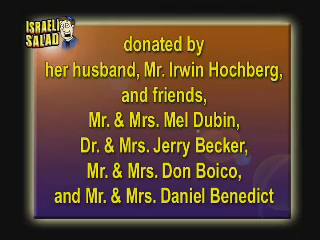 ISRAELI
SALAD
donated by
her husband, Mr. Irwin Hochberg,
and friends,
Mr. & Mrs. Mel Dubin,
Dr. & Mrs. Jerry Becker,
Mr. & Mrs. Don Boico,
and Mr. & Mrs. Daniel Benedict